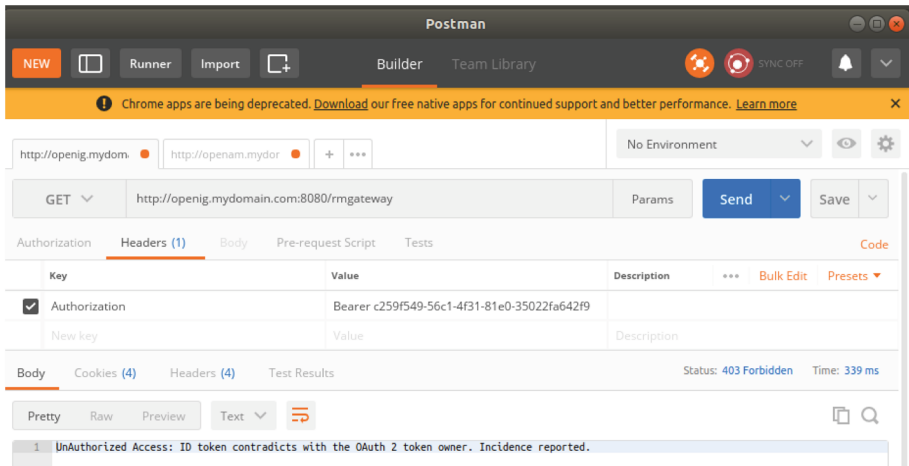 Postman
NEW Runner Import Builder Team Library SYNC OFF
Chrome apps are being deprecated. Download our free native apps for continued support and better performance. Learn more
http://openig.mydom http://openam.mydor + ••• No Environment
GET http://openig.mydomain.com:8080/rmgateway Params Send Save
Authorization Headers (1) Body Pre-request Script Tests Code
Key Value Description ••• Bulk Edit Presets
Authorization Bearer c259f549-56c1-4f31-81e0-35022fa642f9
New key Value Description
Body Cookies (4) Headers (4) Test Results Status: 403 Forbidden Time: 339 ms
Pretty Raw Preview Text
1 UnAuthorized Access: ID token contradicts with the OAuth 2 token owner. Incidence reported.